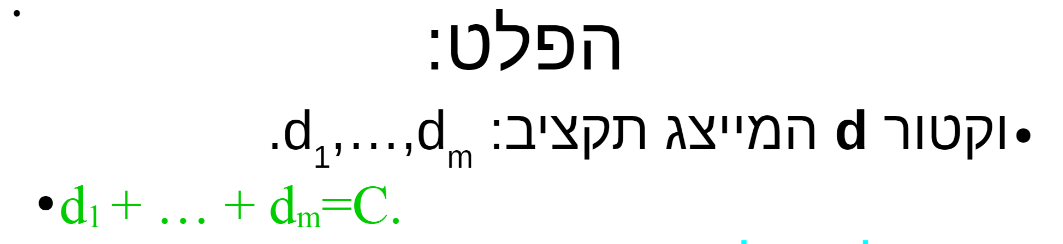 הפלט:
•וקטור d המייצג תקציב: d1,…,dm.
•d1 + … + dm=C.